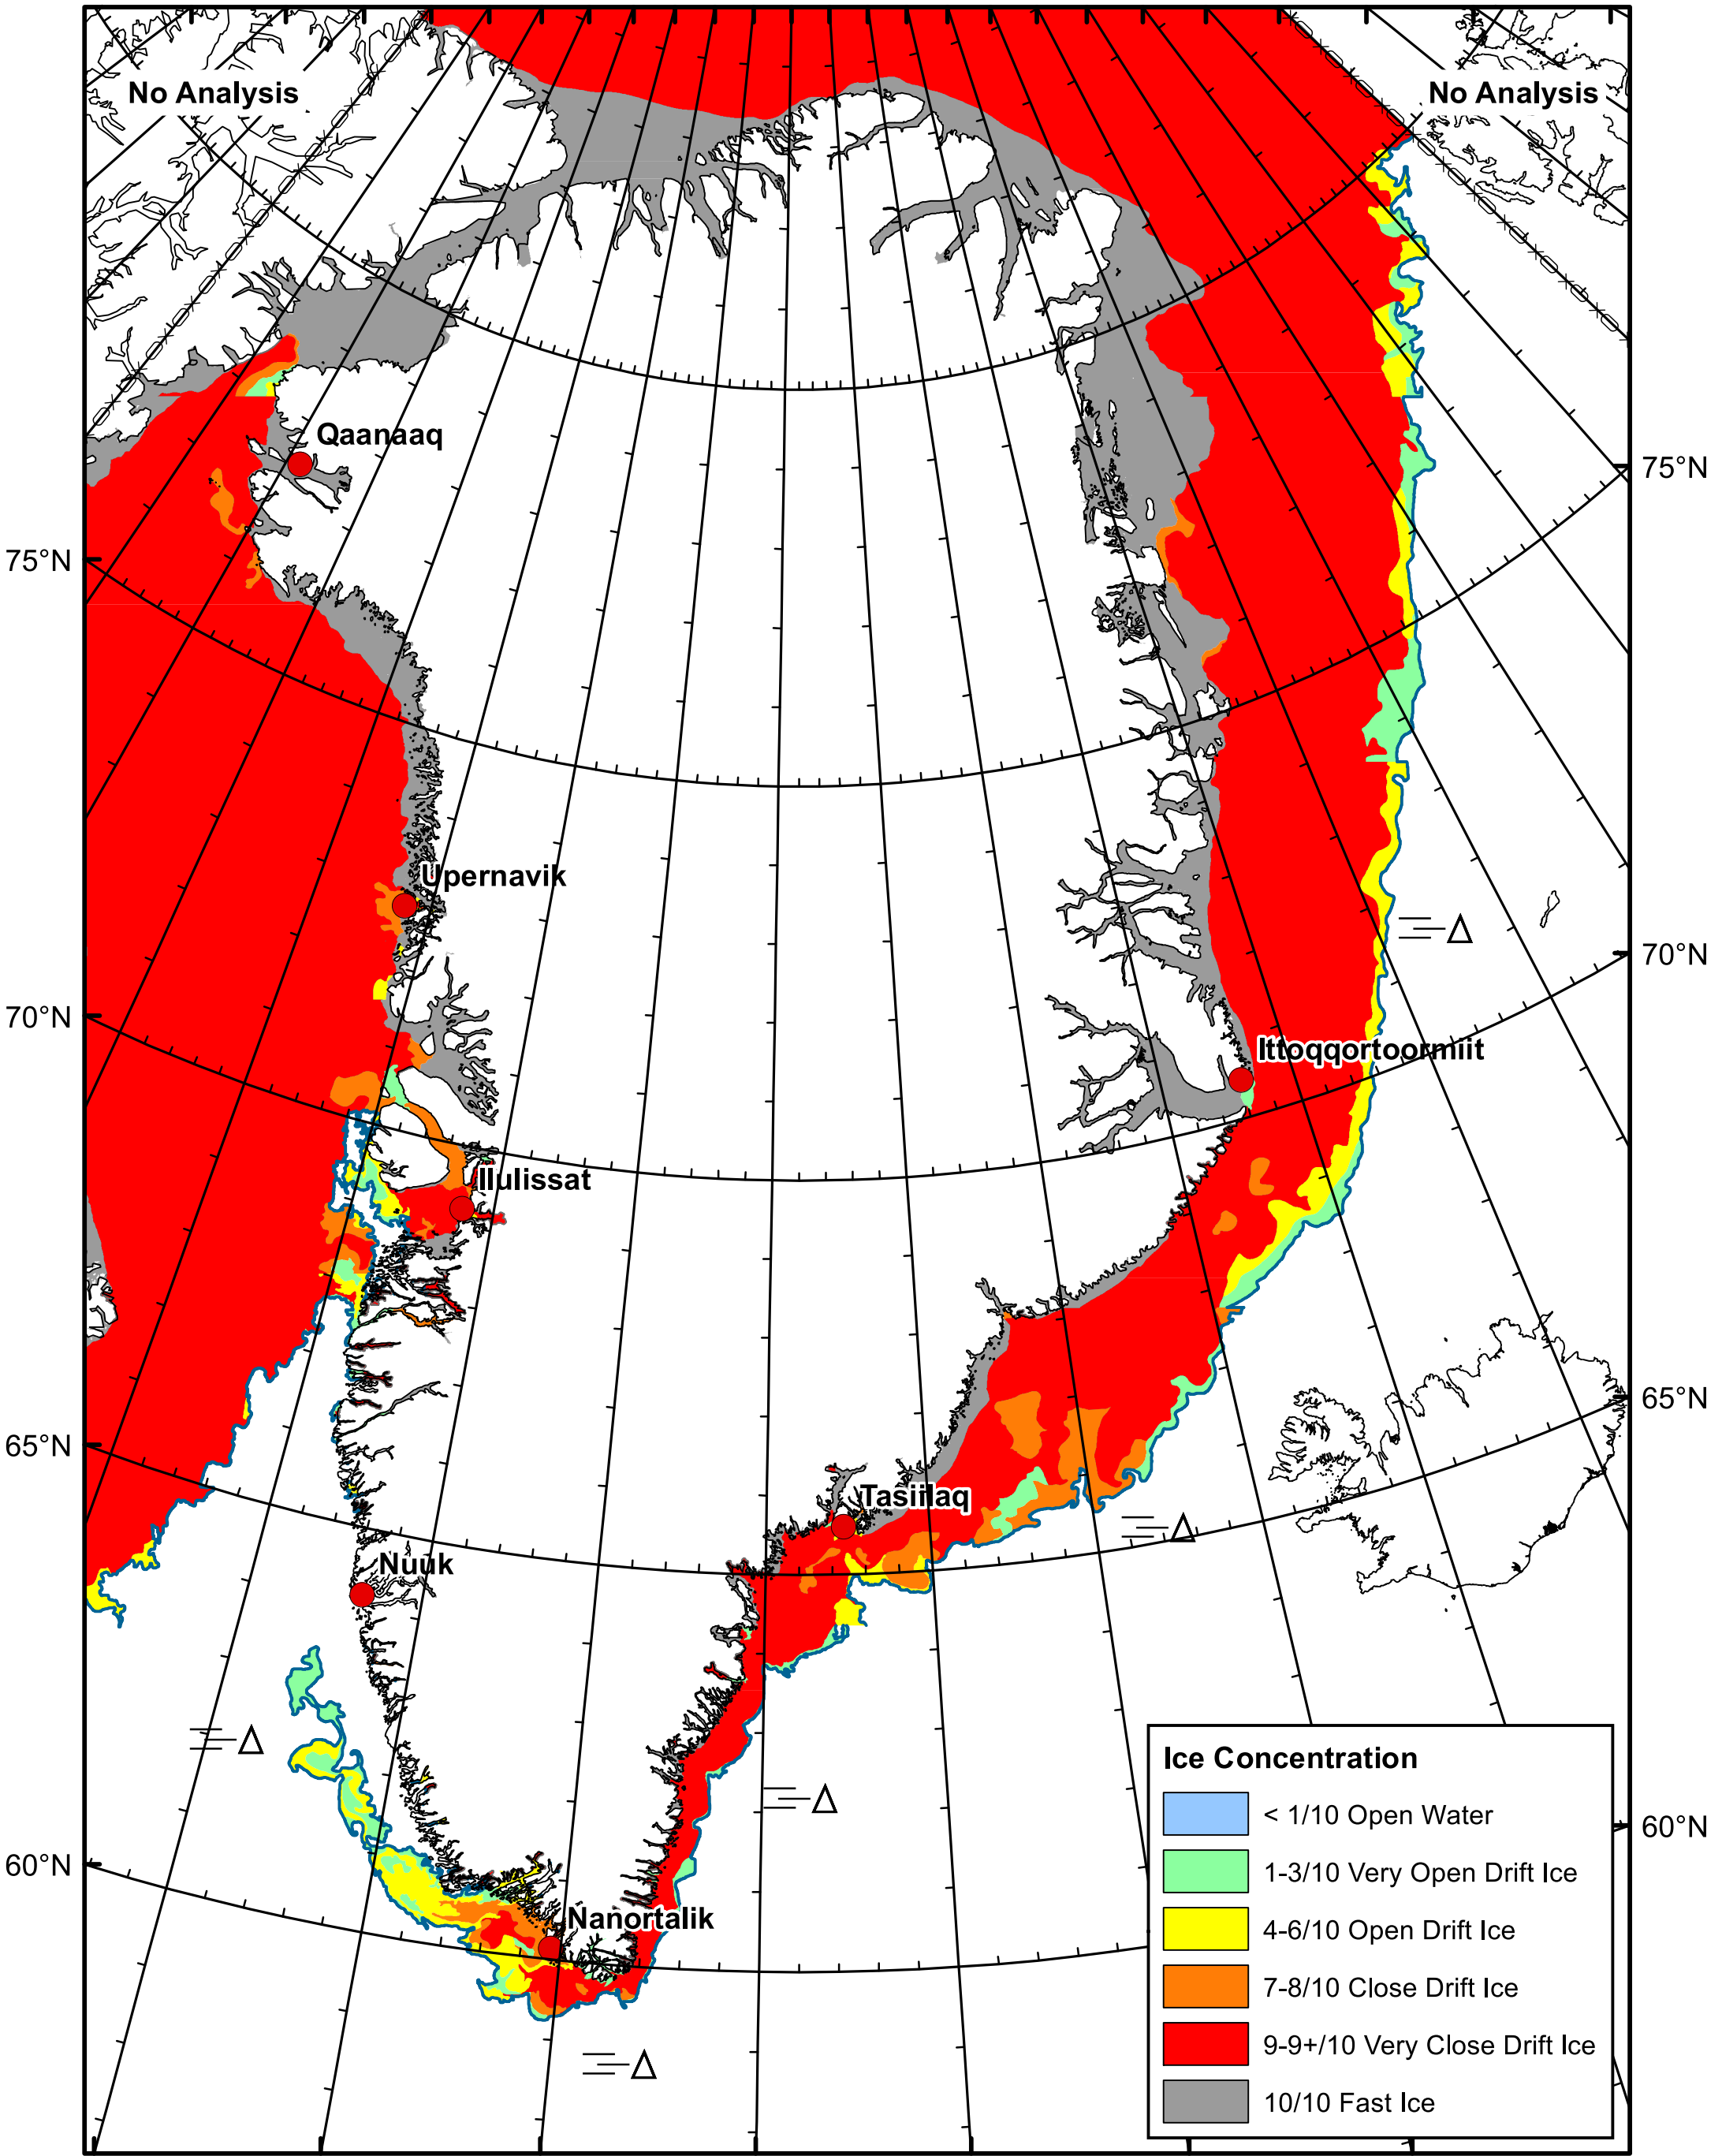 No Analysis
No Analysis
Qaanaaq
75°N
75°N
Upernavik
70°N
70°N
Ittoqqortoormiit
Ilulissat
65°N
65°N
Tasiilaq
Nuuk
60°N
60°N
Nanortalik
Ice Concentration
< 1/10 Open Water
1-3/10 Very Open Drift Ice
4-6/10 Open Drift Ice
7-8/10 Close Drift Ice
9-9+/10 Very Close Drift Ice
10/10 Fast Ice